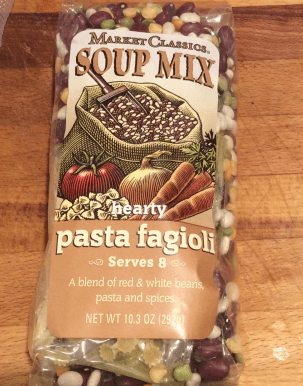 MARKET CLASSICS®
SOUP MIX
hearty
pasta fagioli
Serves 8
A blend of red & white beans,
pasta and spices.
NET WT 10.3 OZ (292g)